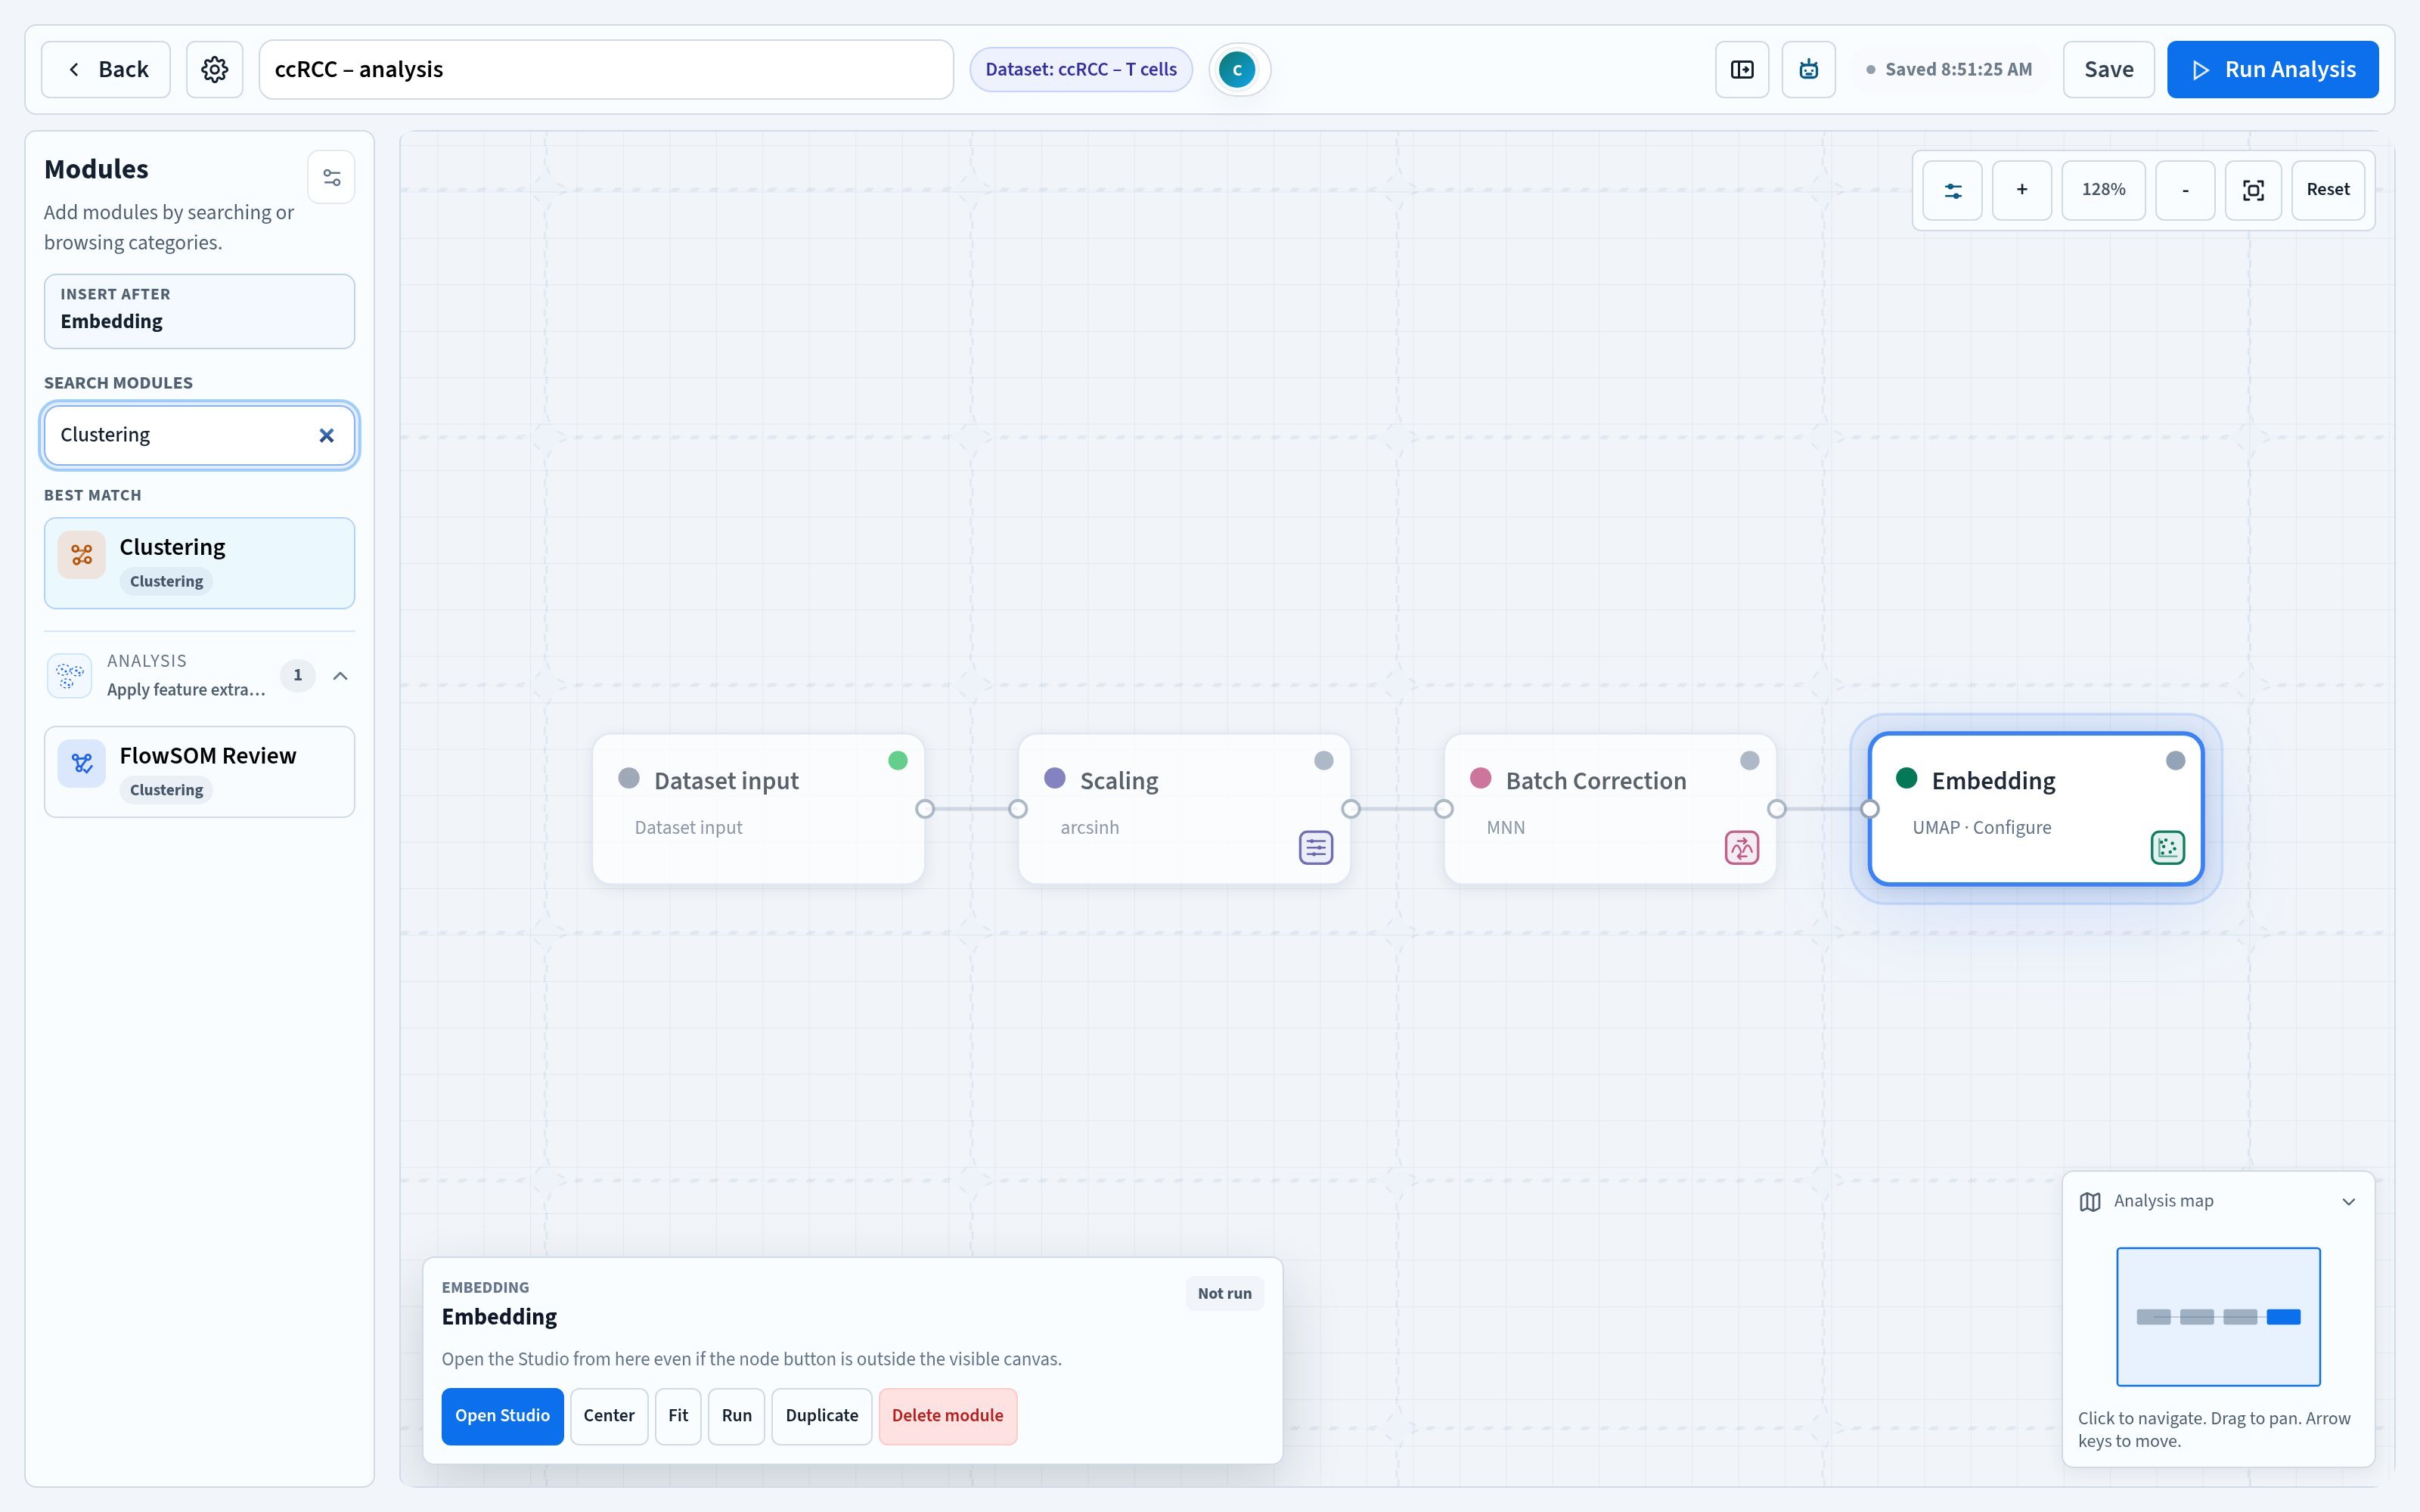 Back
ccRCC – analysis
Dataset: ccRCC – T cells
C
Saved 8:51:25 AM
Save
Run Analysis
Modules
Add modules by searching or
browsing categories.
INSERT AFTER
Embedding
SEARCH MODULES
Clustering
BEST MATCH
Clustering
Clustering
ANALYSIS
Apply feature extra...
1
FlowSOM Review
Clustering
+
128%
-
Reset
Dataset input
Dataset input
Scaling
arcsinh
Batch Correction
MNN
Embedding
UMAP · Configure
EMBEDDING
Embedding
Not run
Open the Studio from here even if the node button is outside the visible canvas.
Open Studio
Center
Fit
Run
Duplicate
Delete module
Analysis map
Click to navigate. Drag to pan. Arrow
keys to move.